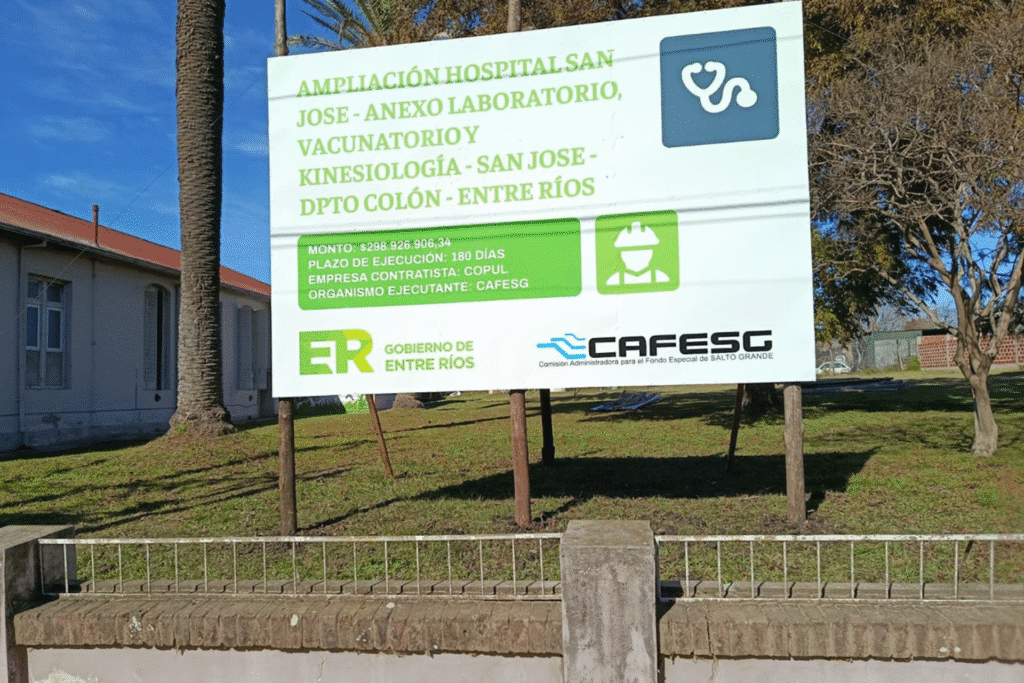 AMPLIACIÓN HOSPITAL SAN
JOSE - ANEXO LABORATORIO,
VACUNATORIO Y
KINESIOLOGÍA - SAN JOSE -
DPTO COLÓN - ENTRE RÍOS
MONTO: $298.926.906,34
PLAZO DE EJECUCIÓN: 180 DÍAS
EMPRESA CONTRATISTA: COPUL
ORGANISMO EJECUTANTE: CAFESG
ER
GOBIERNO DE
ENTRE RÍOS
CAFESG
Comisión Administradora para el Fondo Especial de SALTO GRANDE